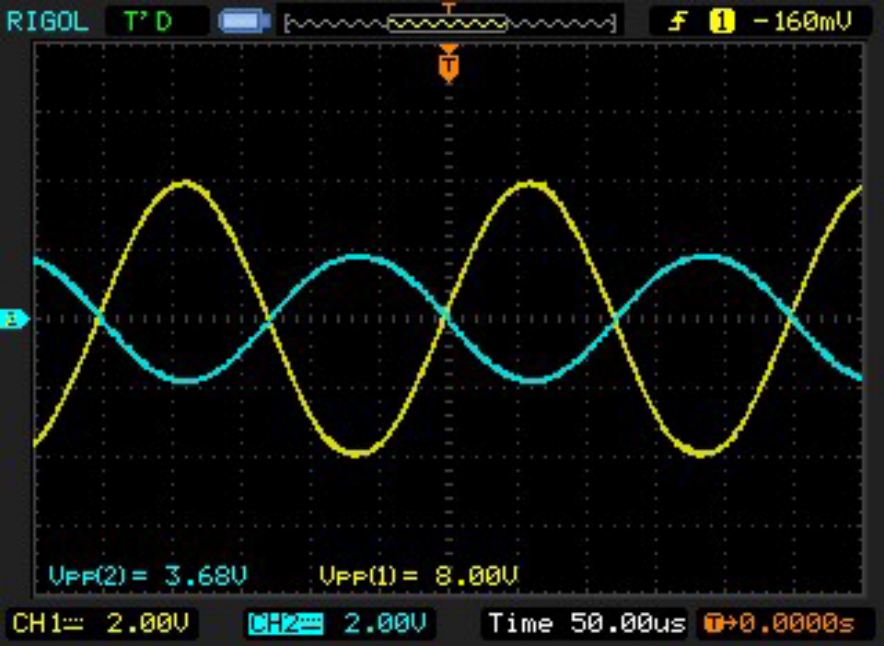 RIGOL T'D T 1 -160mV
T
VPP(2)= 3.68V VPP(1)= 8.00V
CH1 2.00V CH2 2.00V Time 50.00us T→0.0000s